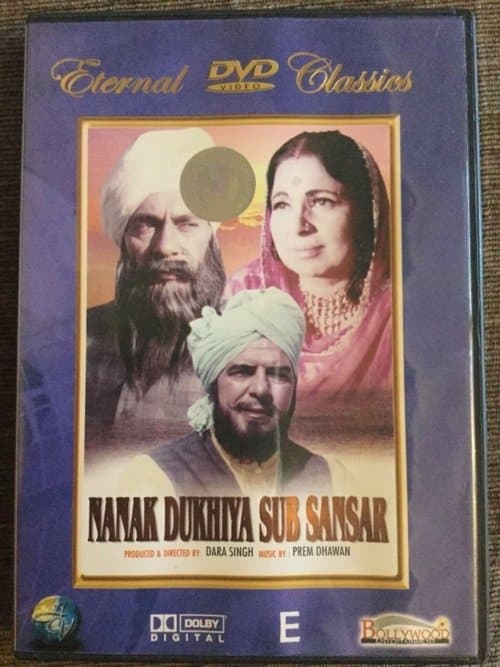 Eternal DVD Classics
VIDEO
NANAK DUKHIYA SUB SANSAR
PRODUCED & DIRECTED BY: DARA SINGH MUSIC BY: PREM DHAWAN
DOLBY
DIGITAL
E
BOLLYWOOD
ENTERTAINMENT